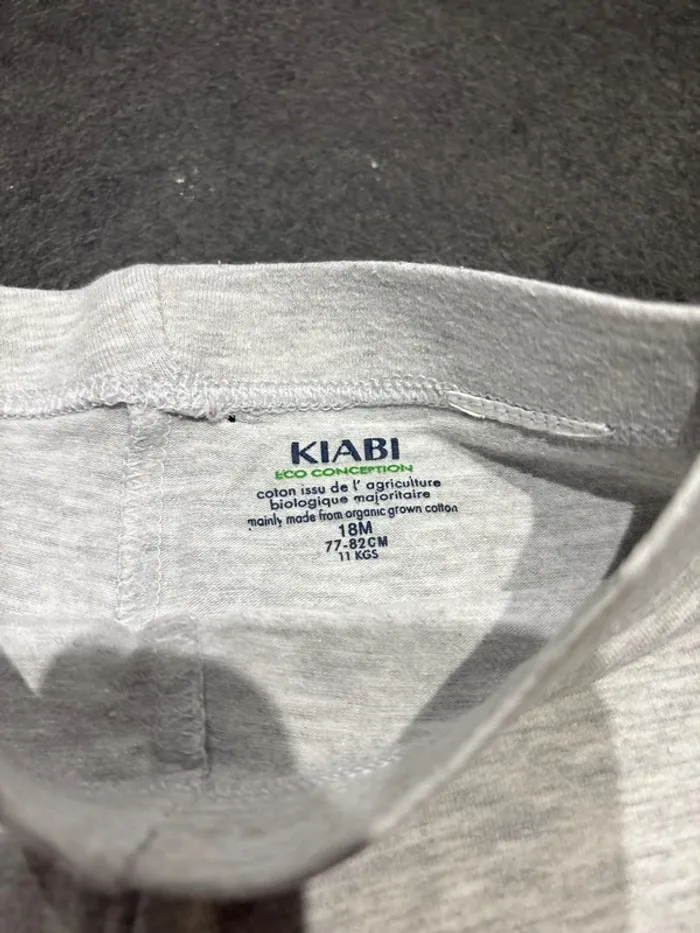 KIABI
ECO CONCEPTION
coton issu de l' agriculture
biologique majoritaire
mainly made from organic grown cotton
18M
77-82CM
11 KGS